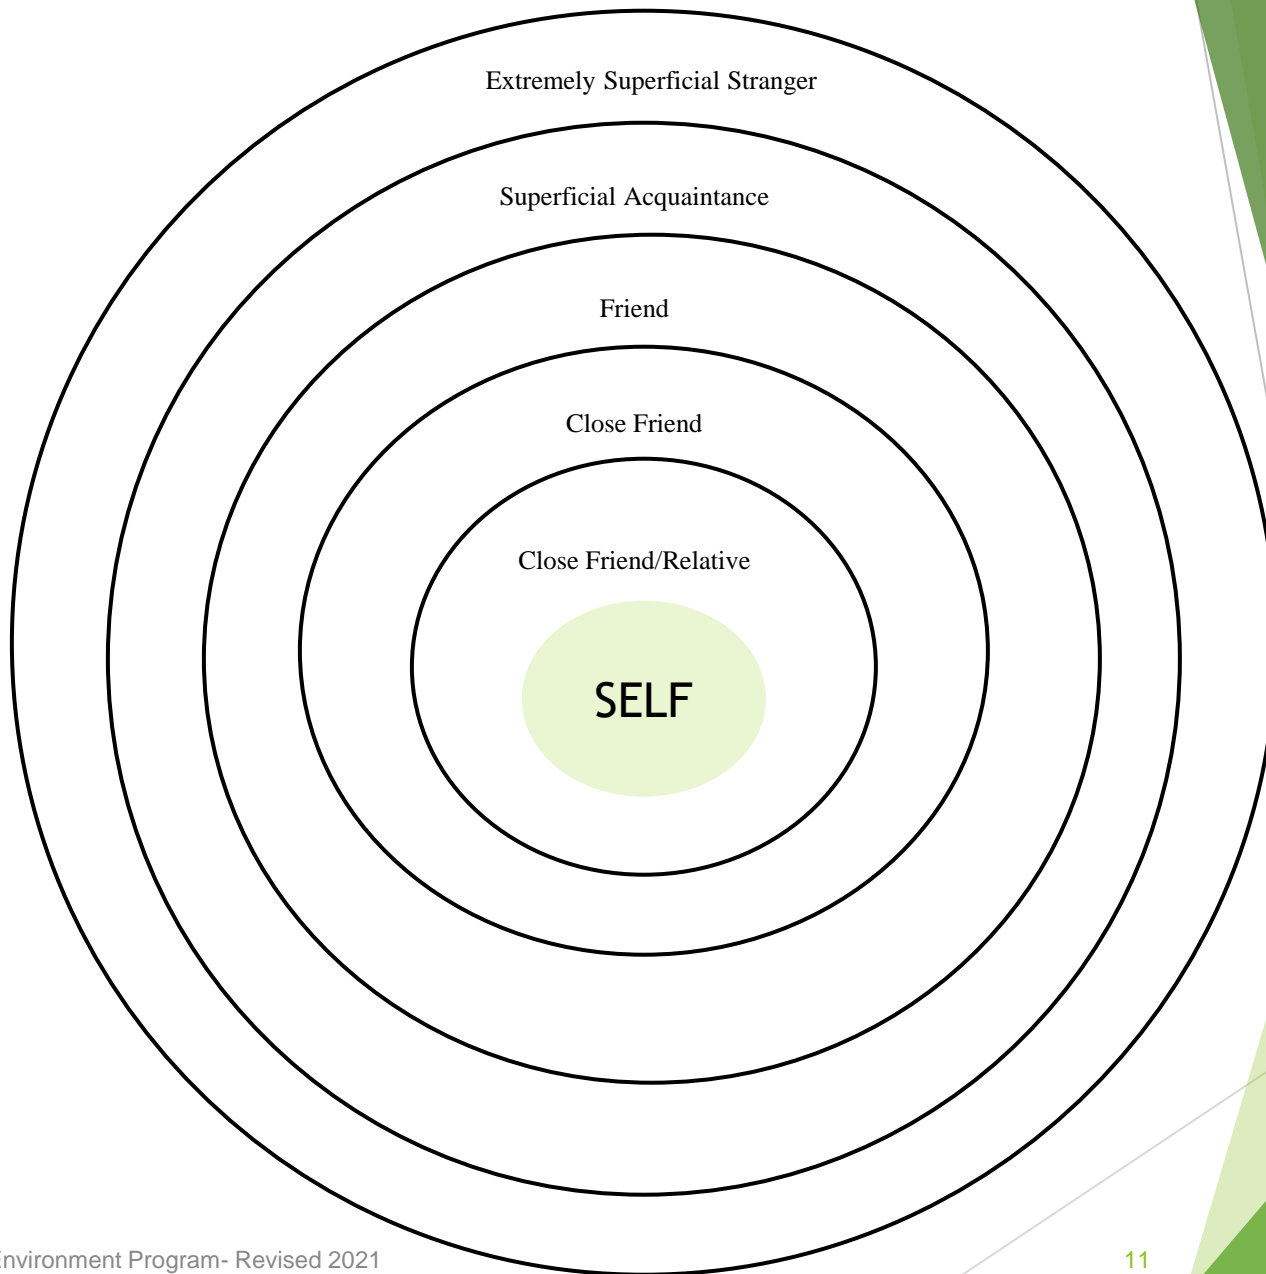 Extremely Superficial Stranger
Superficial Acquaintance
Friend
Close Friend
Close Friend/Relative
SELF
Environment Program- Revised 2021
11